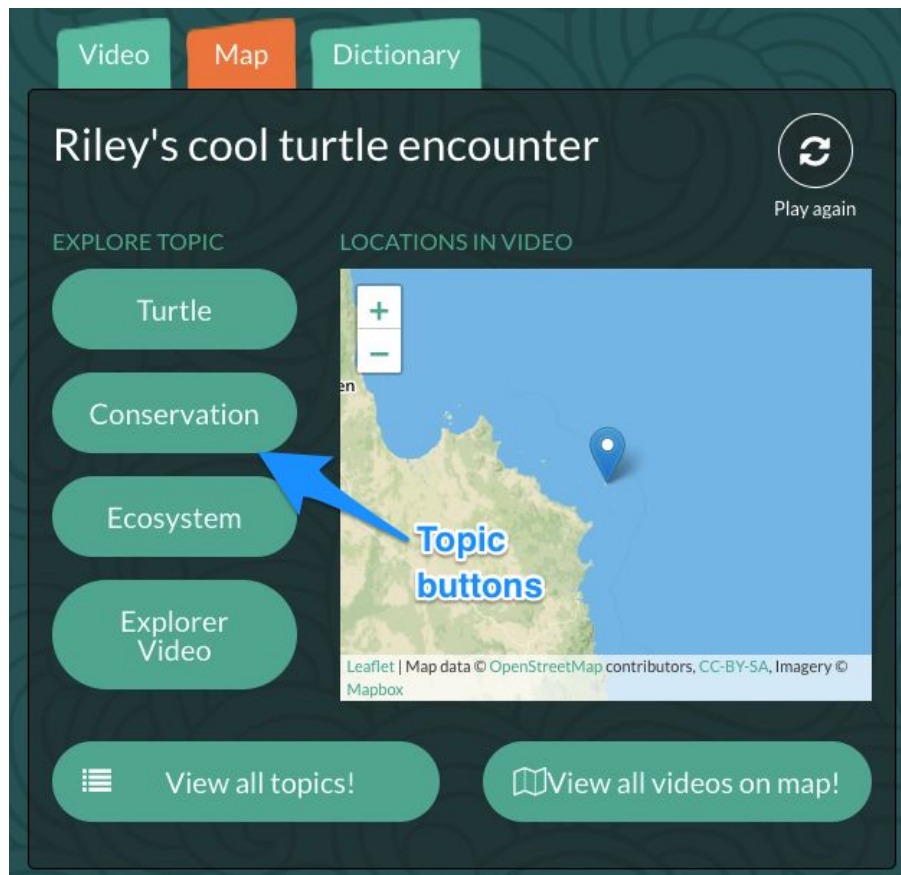 Video
Map
Dictionary
Riley's cool turtle encounter
Play again
EXPLORE TOPIC
LOCATIONS IN VIDEO
Turtle
Conservation
Ecosystem
Explorer
Video
+
−
en
Topic
buttons
Leaflet | Map data © OpenStreetMap contributors, CC-BY-SA, Imagery ©
Mapbox
View all topics!
View all videos on map!